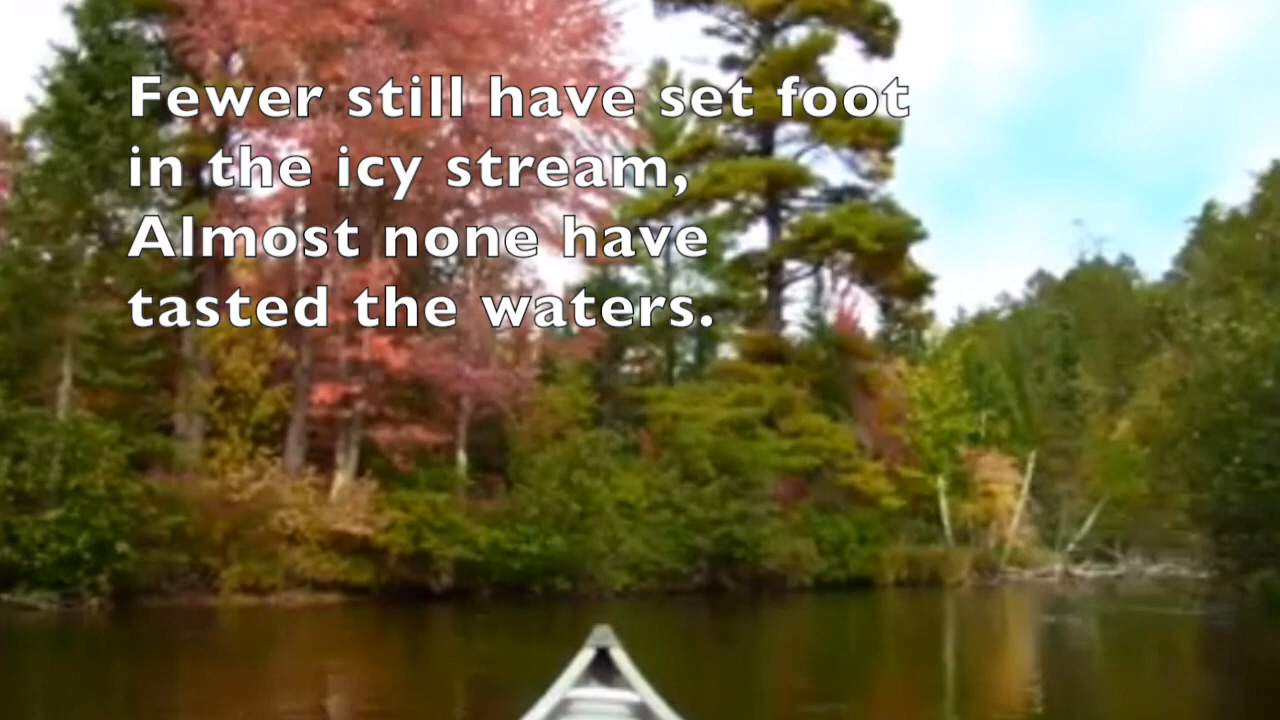 Fewer still have set foot
in the icy stream,
Almost none have
tasted the waters.